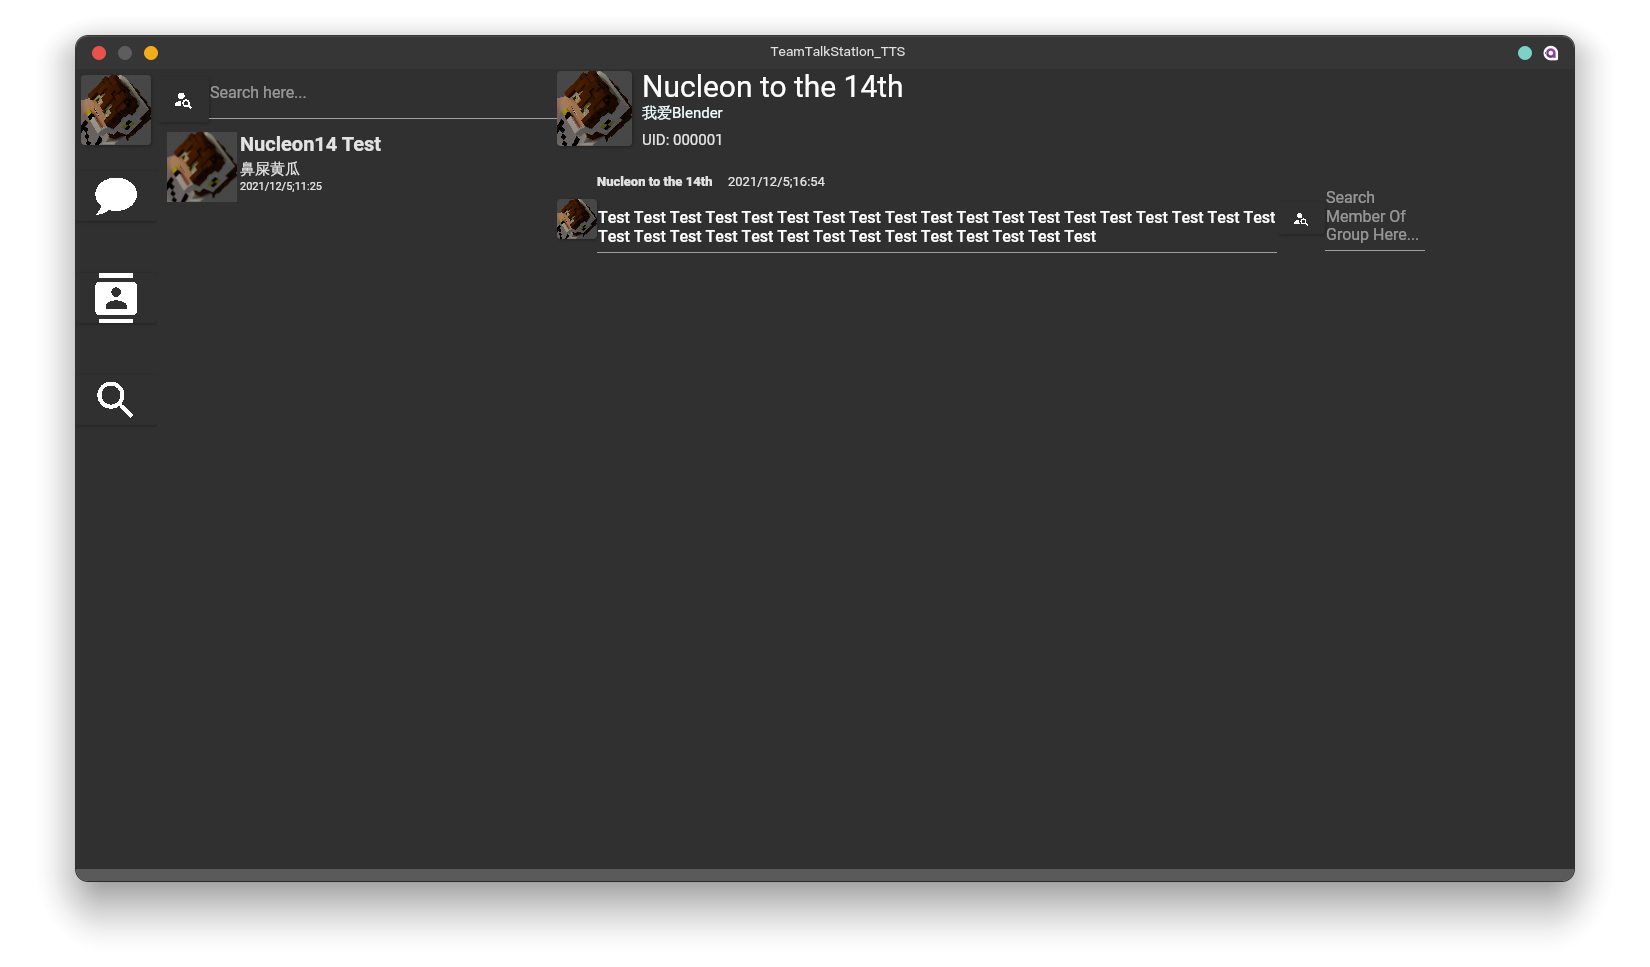 TeamTalkStation_TTS
Search here...
Nucleon14 Test
鼻屎黄瓜
2021/12/5;11:25
Nucleon to the 14th
我爱Blender
UID: 000001
Nucleon to the 14th 2021/12/5;16:54
Test Test Test Test Test Test Test Test Test Test Test Test Test Test Test Test Test Test Test
Test Test Test Test Test Test Test Test Test Test Test Test Test Test
Search
Member Of
Group Here...